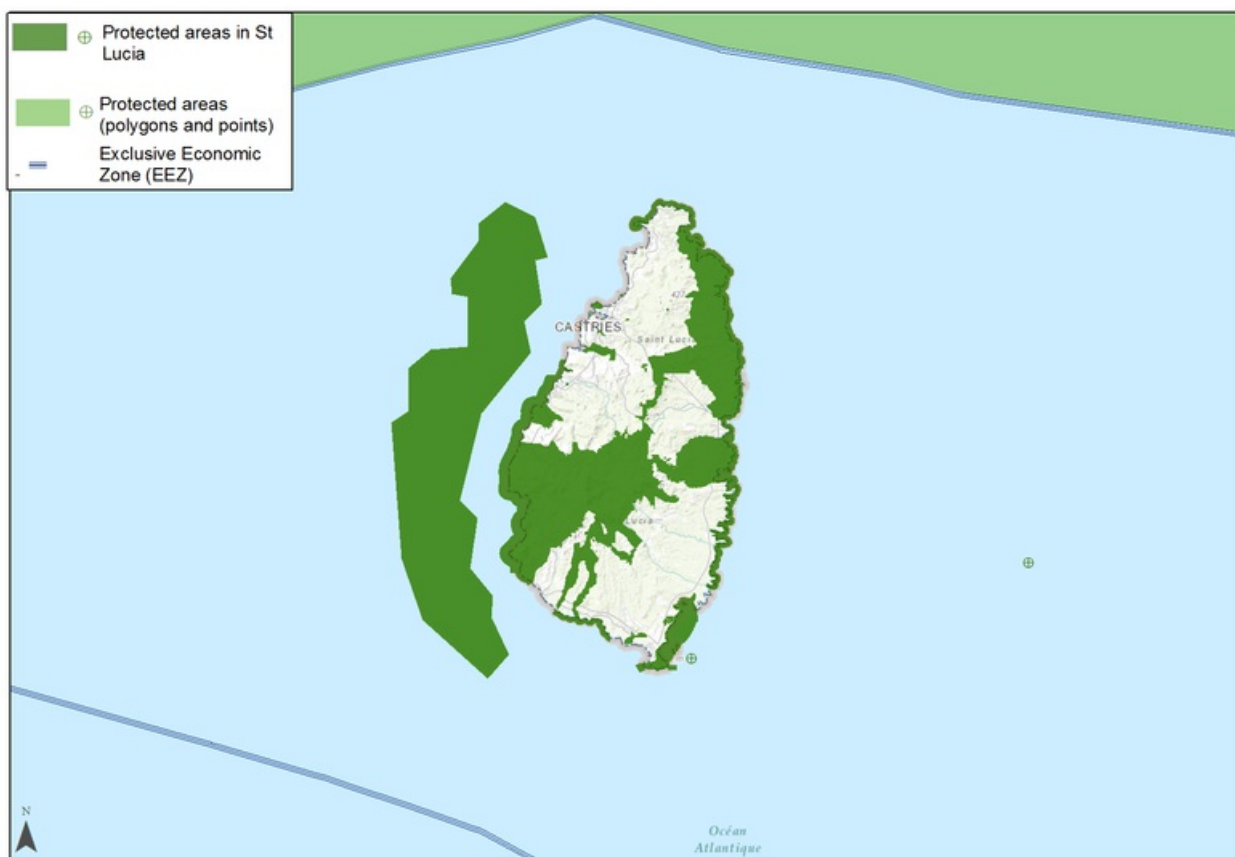 Protected areas in St
Lucia
Protected areas
(polygons and points)
Exclusive Economic
Zone (EEZ)
CASTRIES
Saint Lucia
Lucia
N
Océan
Atlantique